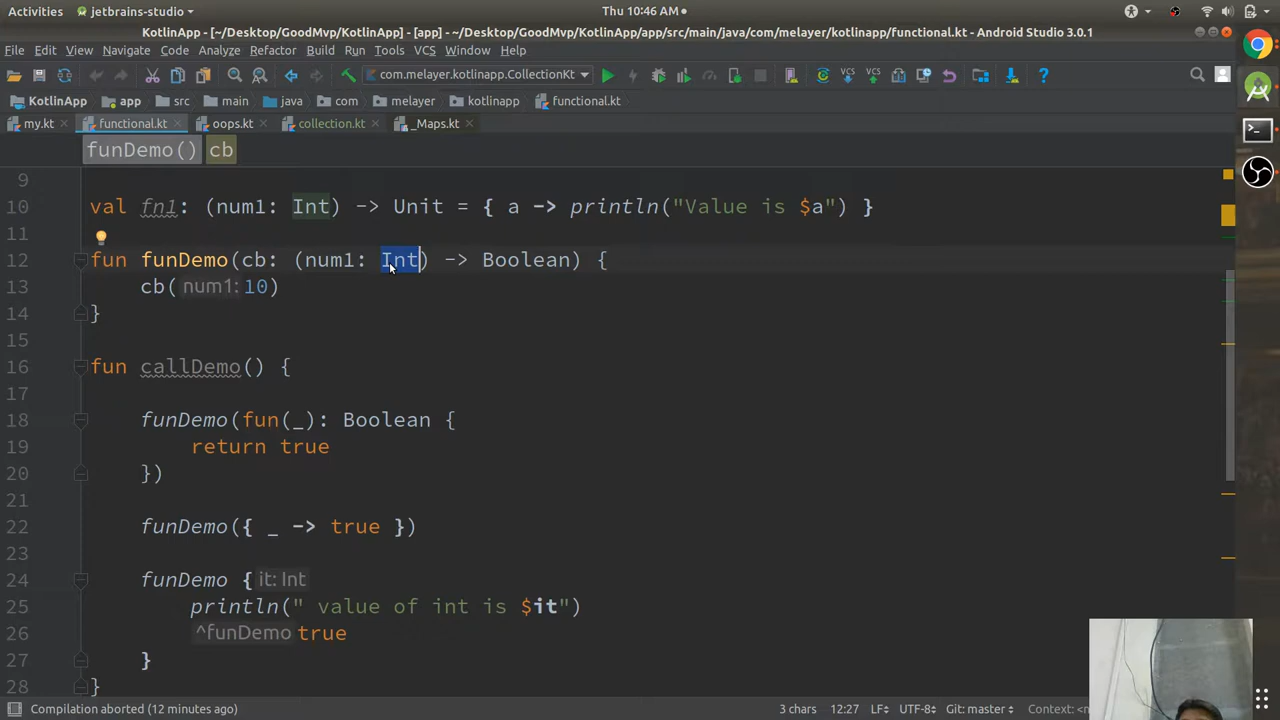 Activities jetbrains-studio Thu 10:46 AM
KotlinApp - [~/Desktop/GoodMvp/KotlinApp] - [app] - ~/Desktop/GoodMvp/KotlinApp/app/src/main/java/com/melayer/kotlinapp/functional.kt - Android Studio 3.0.1
File Edit View Navigate Code Analyze Refactor Build Run Tools VCS Window Help
com.melayer.kotlinapp.CollectionKt VCS VCS ?
KotlinApp app src main java com melayer kotlinapp functional.kt
my.kt functional.kt oops.kt collection.kt _Maps.kt
funDemo() cb
9
10 val fn1: (num1: Int) -> Unit = { a -> println("Value is $a") }
11
12 fun funDemo(cb: (num1: Int) -> Boolean) {
13 cb( num1: 10)
14 }
15
16 fun callDemo() {
17
18 funDemo(fun(_): Boolean {
19 return true
20 })
21
22 funDemo({ _ -> true })
23
24 funDemo { it: Int
25 println(" value of int is $it")
26 ^funDemo true
27 }
28 }
Compilation aborted (12 minutes ago) 3 chars 12:27 LF÷ UTF-8÷ Git: master÷ Context: